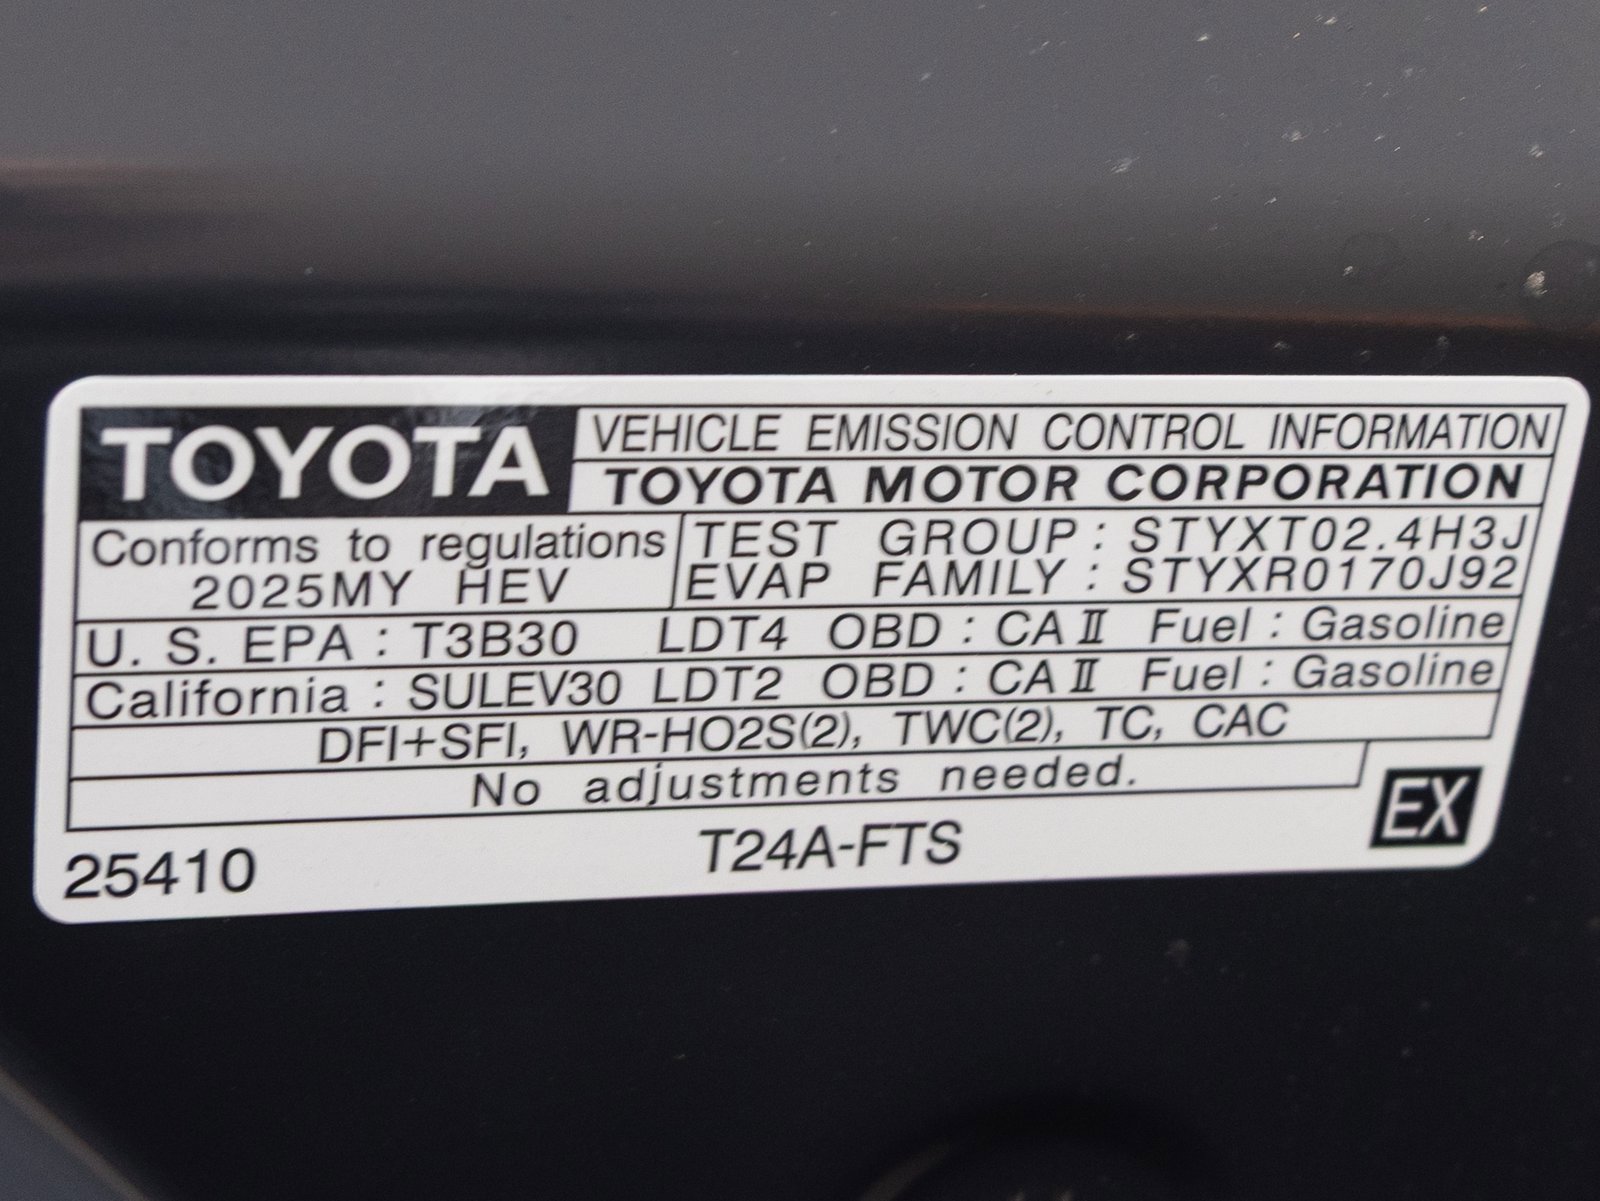 TOYOTA
VEHICLE EMISSION CONTROL INFORMATION
TOYOTA MOTOR CORPORATION
Conforms to regulations
2025MY HEV
TEST GROUP : STYXT02.4H3J
EVAP FAMILY : STYXR0170J92
U. S. EPA : T3B30 LDT4 OBD : CA II Fuel : Gasoline
California : SULEV30 LDT2 OBD : CA II Fuel : Gasoline
DFI+SFI, WR-HO2S(2), TWC(2), TC, CAC
No adjustments needed.
EX
25410
T24A-FTS